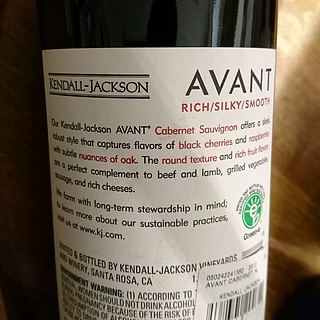 KENDALL-JACKSON
AVANT
RICH/SILKY/SMOOTH
Our Kendall-Jackson AVANT® Cabernet Sauvignon offers a sleek,
robust style that captures flavors of black cherries and raspberries
with subtle nuances of oak. The round texture and rich fruit flavors
are a perfect complement to beef and lamb, grilled vegetables,
sausage, and rich cheeses.
We farm with long-term stewardship in mind;
to learn more about our sustainable practices,
visit us at www.kj.com.
VINTED & BOTTLED BY KENDALL-JACKSON VINEYARDS
AND WINERY, SANTA ROSA, CA
GOVERNMENT WARNING: (1) ACCORDING TO
WOMEN SHOULD NOT DRINK ALCOHOL
PREGNANCY BECAUSE OF THE RISK OF
AVANT CABERNET
KENDALL JACKSON